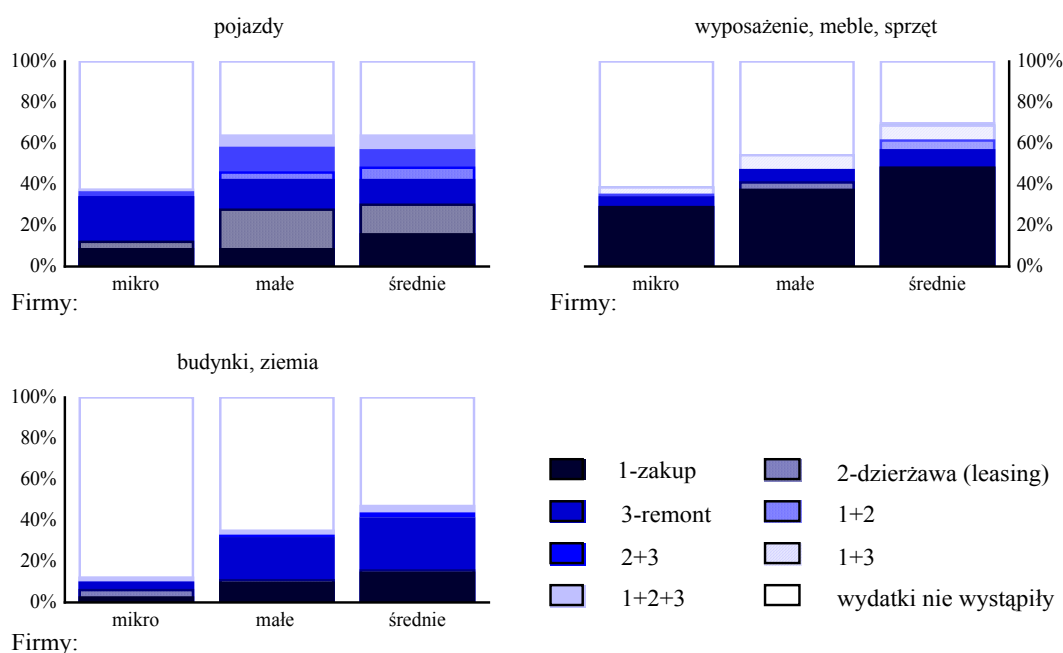 pojazdy
100%
80%
60%
40%
20%
0%
mikro małe średnie
Firmy:
wyposażenie, meble, sprzęt
100%
80%
60%
40%
20%
0%
mikro małe średnie
Firmy:
budynki, ziemia
100%
80%
60%
40%
20%
0%
mikro małe średnie
Firmy:
1-zakup
2-dzierżawa (leasing)
3-remont
1+2
2+3
1+3
1+2+3
wydatki nie wystąpiły